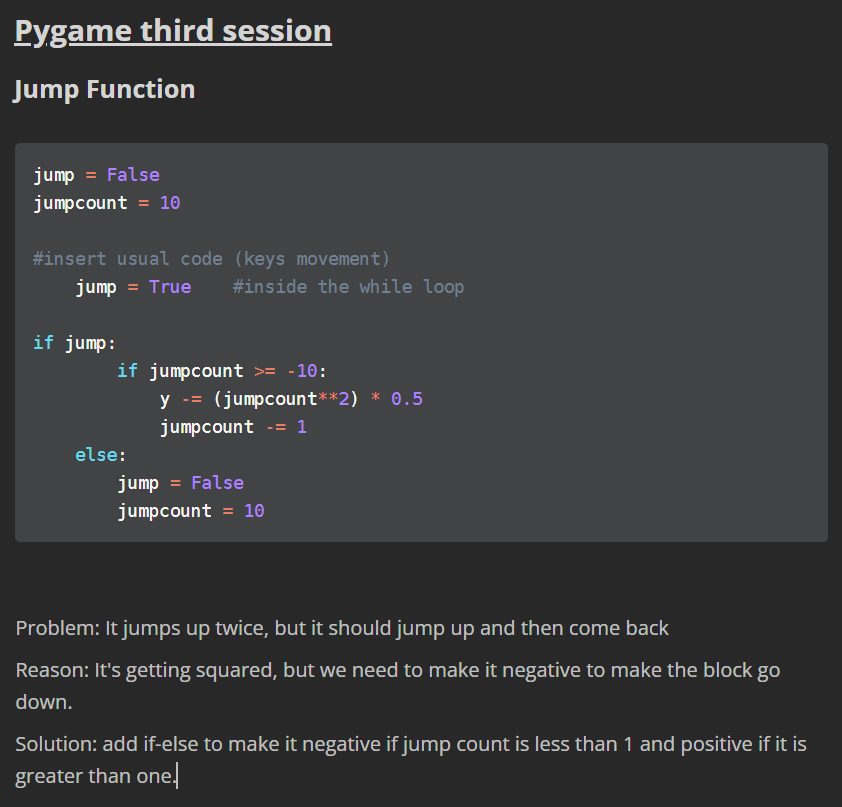 Pygame third session
Jump Function
jump = False
jumpcount = 10
#insert usual code (keys movement)
    jump = True    #inside the while loop
if jump:
        if jumpcount >= -10:
            y -= (jumpcount**2) * 0.5
            jumpcount -= 1
    else:
        jump = False
        jumpcount = 10
Problem: It jumps up twice, but it should jump up and then come back
Reason: It's getting squared, but we need to make it negative to make the block go
down.
Solution: add if-else to make it negative if jump count is less than 1 and positive if it is
greater than one.